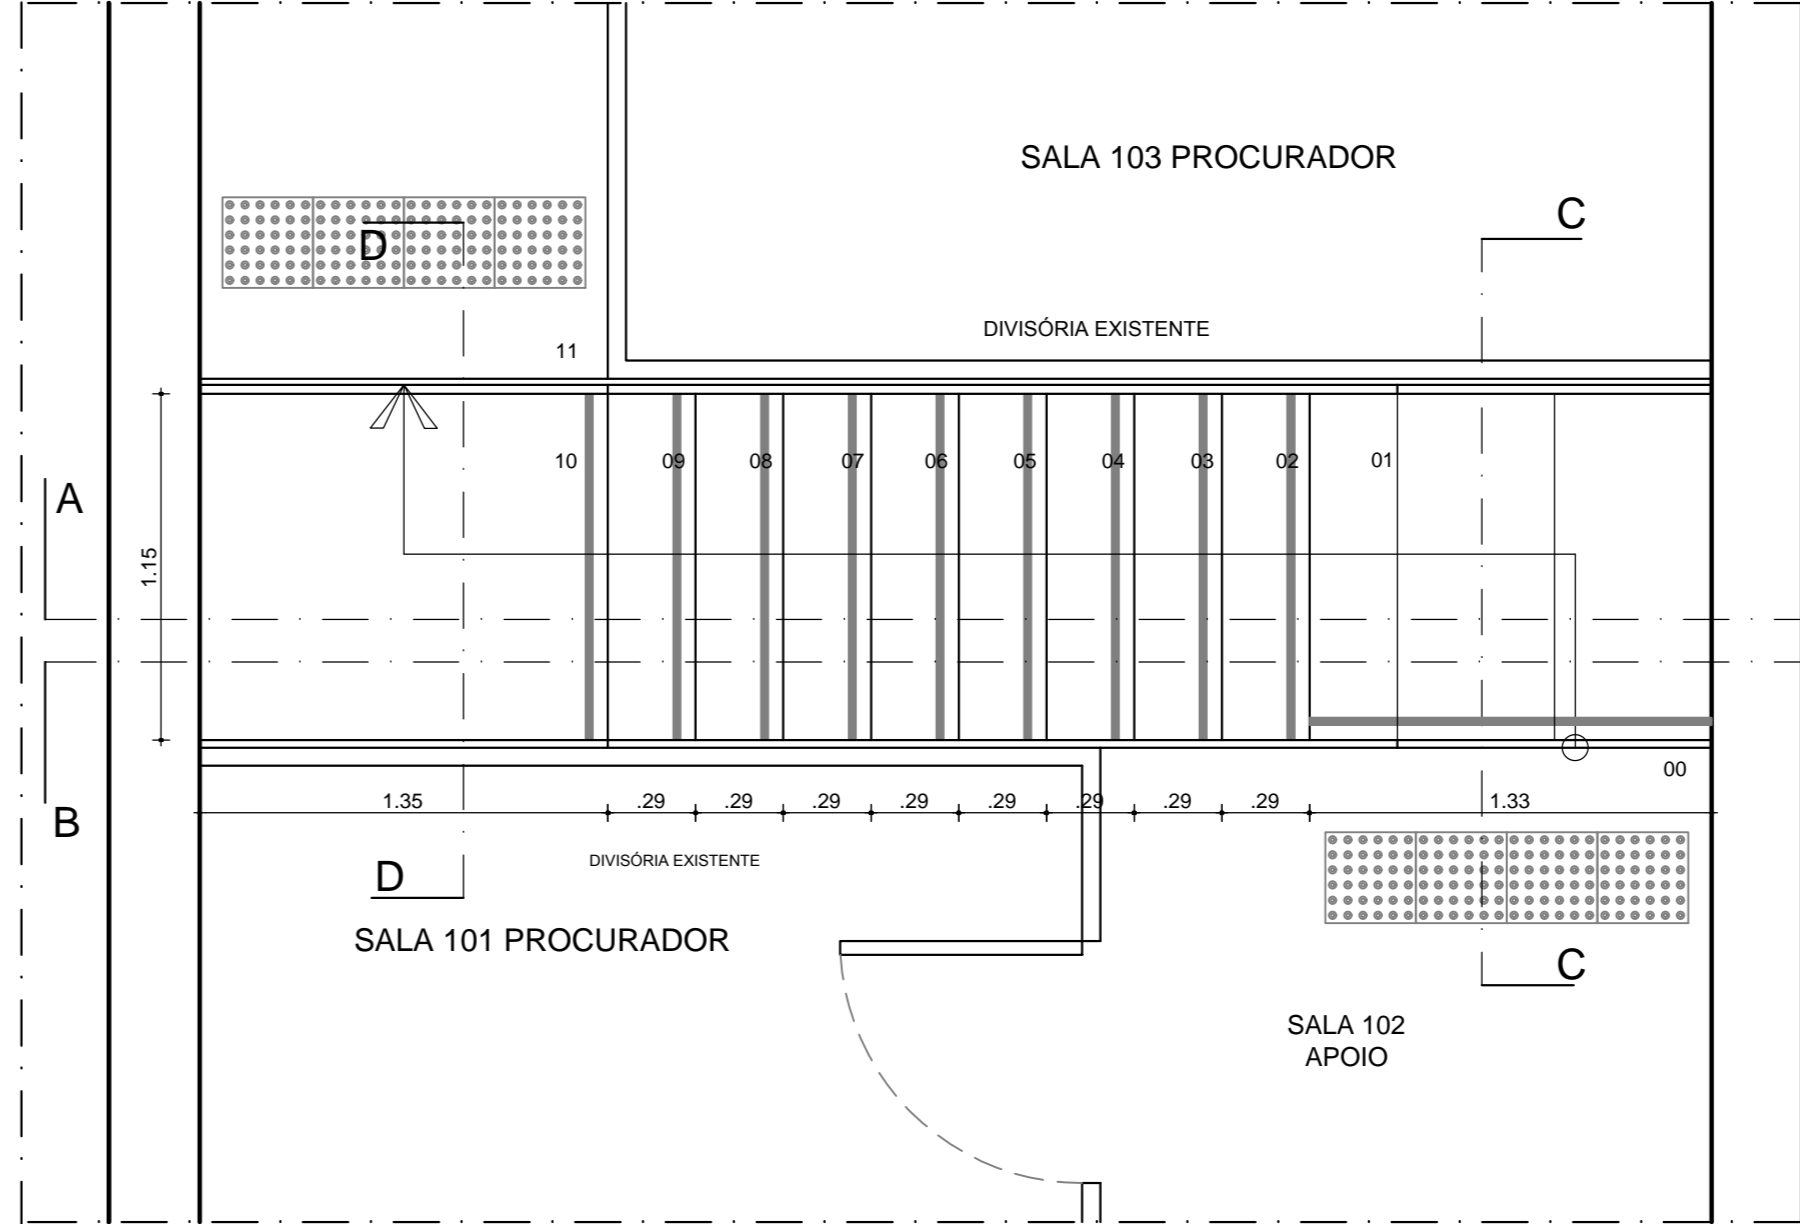 SALA 103 PROCURADOR
C
D
DIVISÓRIA EXISTENTE
11
10 09 08 07 06 05 04 03 02 01
A
1.15
00
B
1.35 .29 .29 .29 .29 .29 .29 .29 .29 1.33
DIVISÓRIA EXISTENTE
D
SALA 101 PROCURADOR
C
SALA 102
APOIO